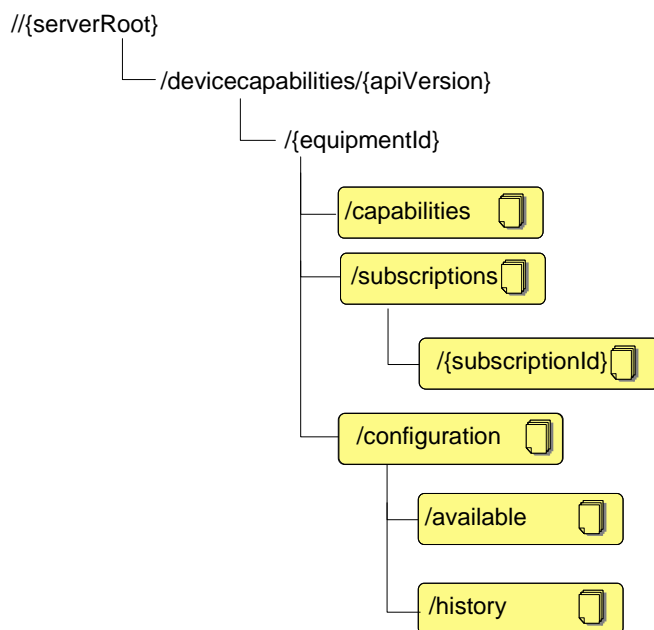 //{serverRoot}
/devicecapabilities/{apiVersion}
/{equipmentId}
/capabilities
/subscriptions
/{subscriptionId}
/configuration
/available
/history